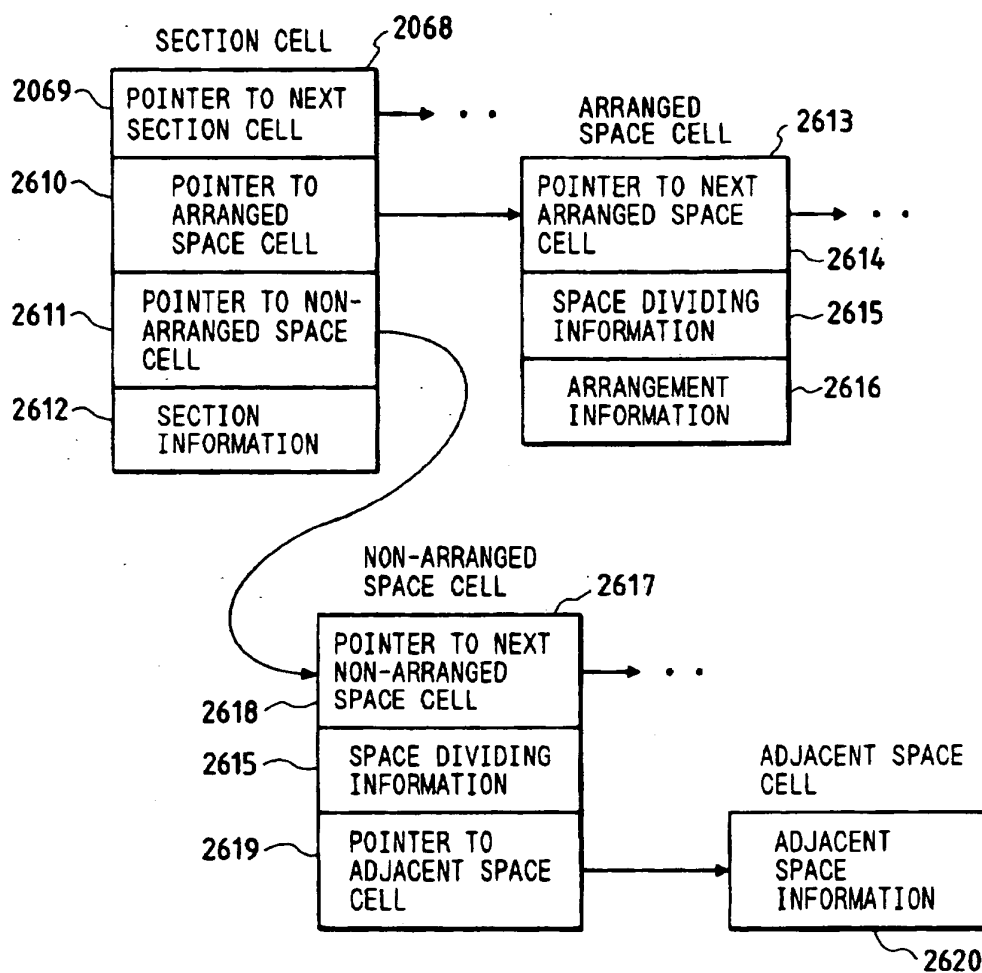 SECTION CELL
2068
2069
POINTER TO NEXT
SECTION CELL
2610
POINTER TO
ARRANGED
SPACE CELL
2611
POINTER TO NON-
ARRANGED SPACE
CELL
2612
SECTION
INFORMATION
ARRANGED
SPACE CELL
2613
POINTER TO NEXT
ARRANGED SPACE
CELL
2614
SPACE DIVIDING
INFORMATION
2615
ARRANGEMENT
INFORMATION
2616
NON-ARRANGED
SPACE CELL
2617
POINTER TO NEXT
NON-ARRANGED
SPACE CELL
2618
2615
SPACE DIVIDING
INFORMATION
2619
POINTER TO
ADJACENT SPACE
CELL
ADJACENT SPACE
CELL
ADJACENT
SPACE
INFORMATION
2620